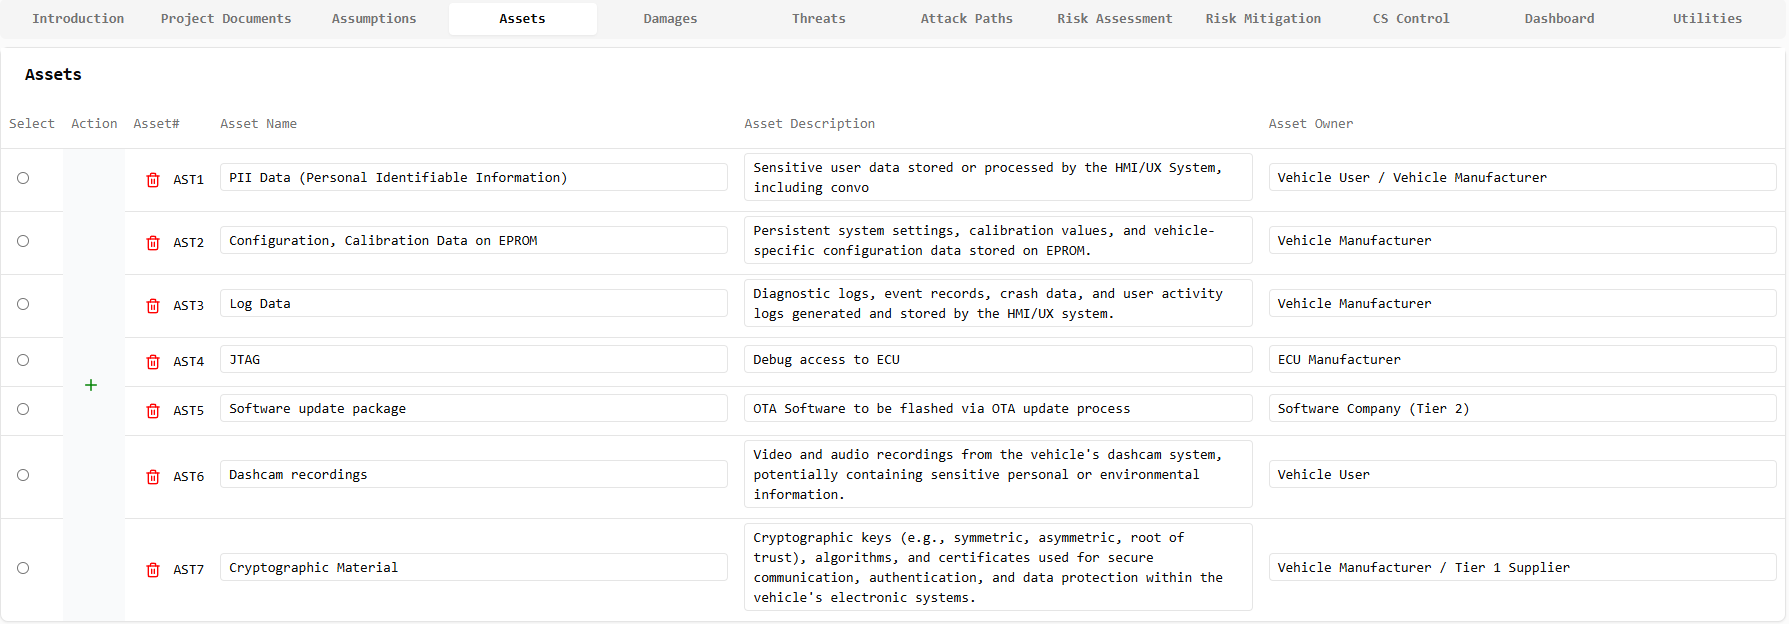 Introduction Project Documents Assumptions Assets Damages Threats Attack Paths Risk Assessment Risk Mitigation CS Control Dashboard Utilities
Assets
Select Action Asset# Asset Name Asset Description Asset Owner
AST1 PII Data (Personal Identifiable Information) Sensitive user data stored or processed by the HMI/UX System,
including convo
Vehicle User / Vehicle Manufacturer
AST2 Configuration, Calibration Data on EPROM Persistent system settings, calibration values, and vehicle-
specific configuration data stored on EPROM.
Vehicle Manufacturer
AST3 Log Data Diagnostic logs, event records, crash data, and user activity
logs generated and stored by the HMI/UX system.
Vehicle Manufacturer
AST4 JTAG Debug access to ECU ECU Manufacturer
+
AST5 Software update package OTA Software to be flashed via OTA update process Software Company (Tier 2)
AST6 Dashcam recordings Video and audio recordings from the vehicle's dashcam system,
potentially containing sensitive personal or environmental
information.
Vehicle User
AST7 Cryptographic Material Cryptographic keys (e.g., symmetric, asymmetric, root of
trust), algorithms, and certificates used for secure
communication, authentication, and data protection within the
vehicle's electronic systems.
Vehicle Manufacturer / Tier 1 Supplier